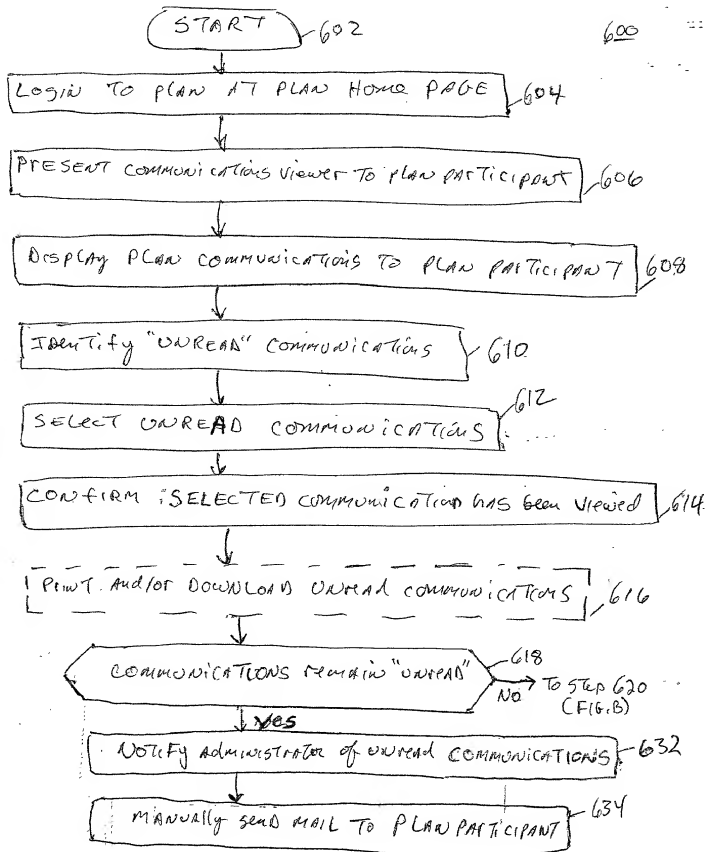 START 602 600
LOGIN TO PLAN AT PLAN HOME PAGE 604
PRESENT COMMUNICATIONS VIEWER TO PLAN PARTICIPANT 606
DISPLAY PLAN COMMUNICATIONS TO PLAN PARTICIPANT 608
IDENTIFY "UNREAD" COMMUNICATIONS 610
612
SELECT UNREAD COMMUNICATIONS
CONFIRM SELECTED COMMUNICATION HAS been viewed 614
PRINT And/or DOWNLOAD UNREAD COMMUNICATIONS 616
618
COMMUNICATIONS remain "UNREAD"
NO TO STEP 620
(FIG.B)
yes
NOTIFY ADMINISTRATOR of UNREAD COMMUNICATIONS 632
634
MANUALLY SEND MAIL TO PLAN PARTICIPANT